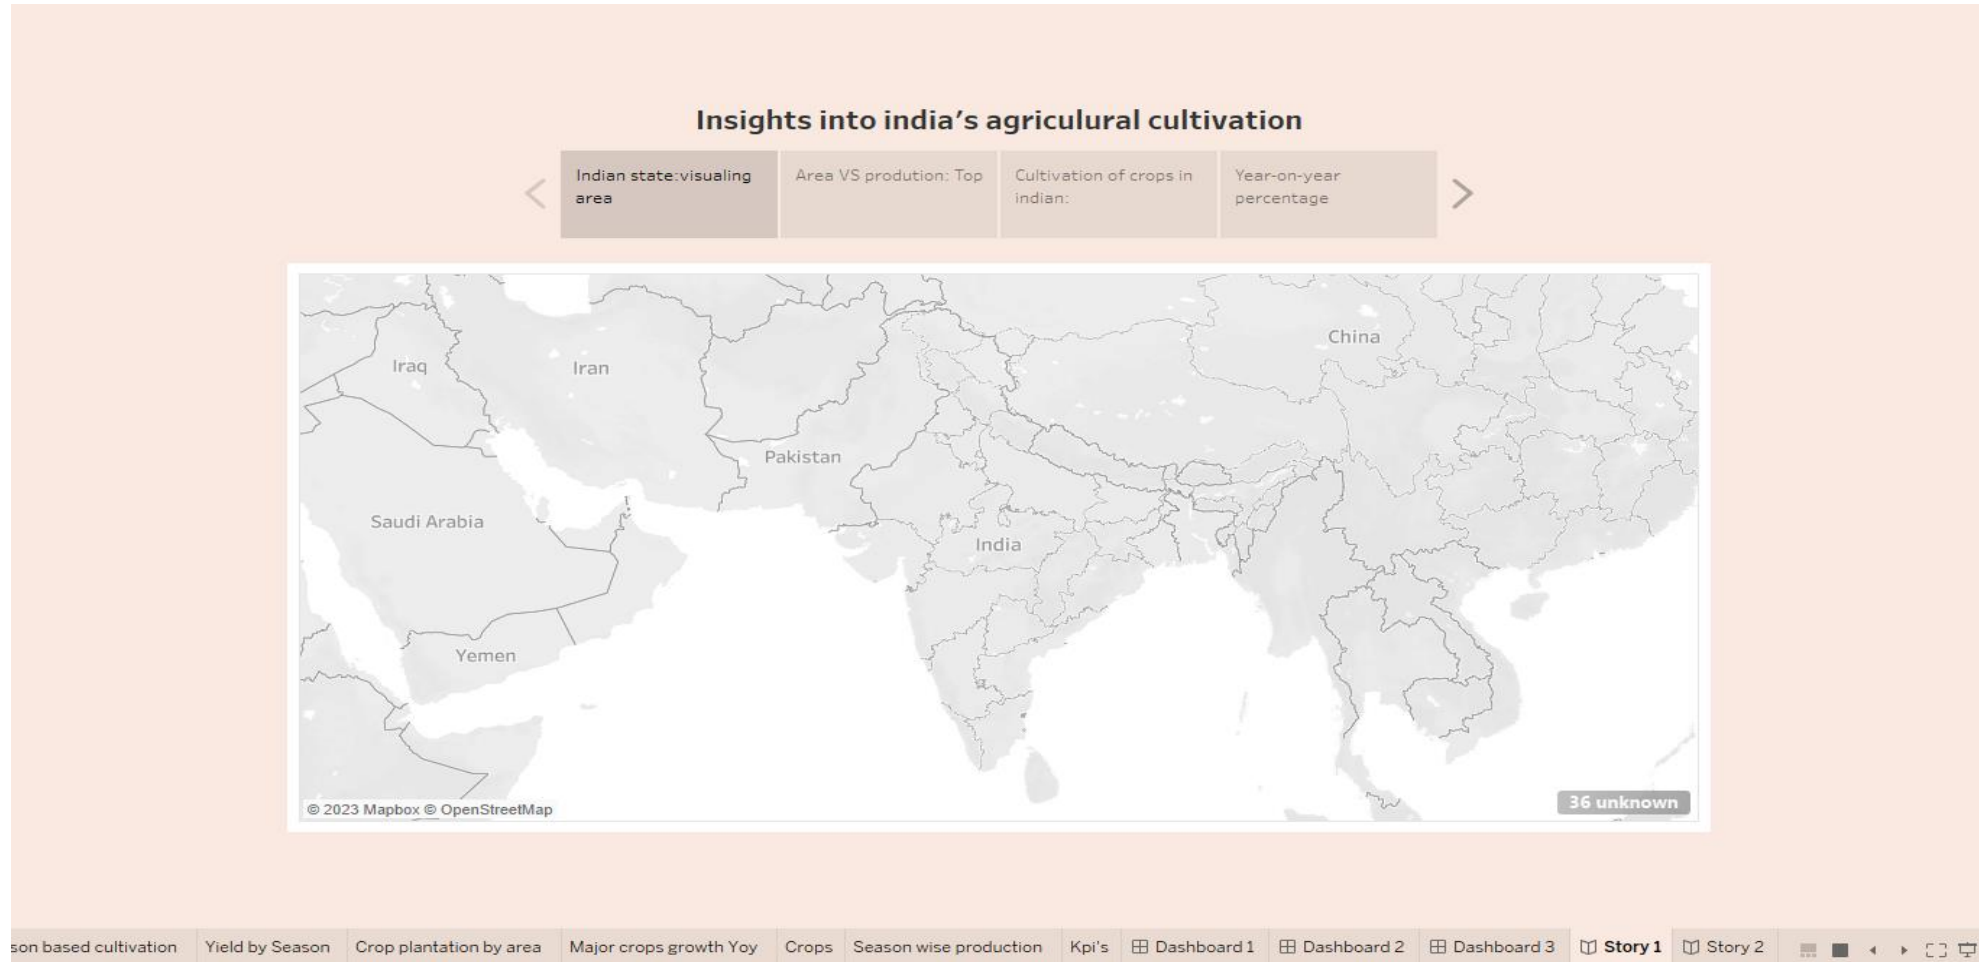 Insights into india's agriculural cultivation
Indian state:visualing
area
Area VS prodution: Top
Cultivation of crops in
indian:
Year-on-year
percentage
China
Iraq
Iran
Pakistan
Saudi Arabia
India
Yemen
© 2023 Mapbox © OpenStreetMap
36 unknown
son based cultivation
Yield by Season
Crop plantation by area
Major crops growth Yoy
Crops
Season wise production
Kpi's
Dashboard 1
Dashboard 2
Dashboard 3
Story 1
Story 2